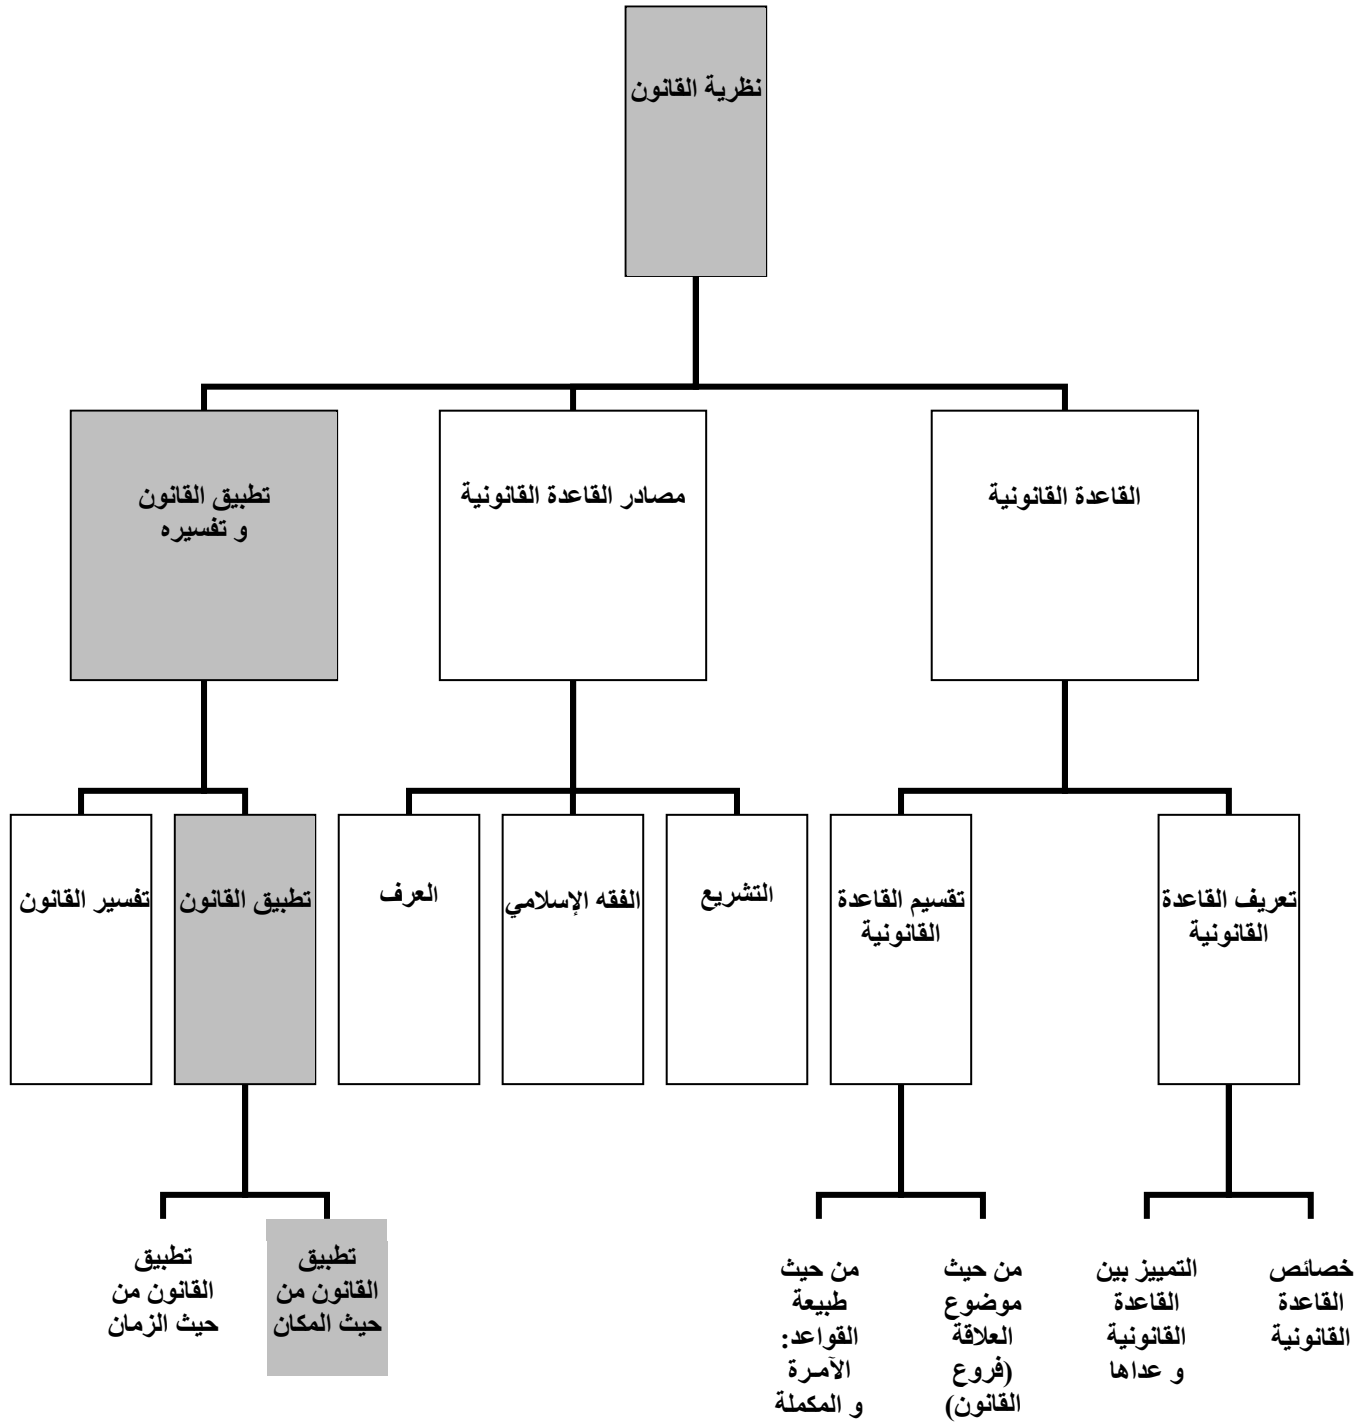 نظرية القانون
القاعدة القانونية
مصادر القاعدة القانونية
تطبيق القانون
و تفسيره
تعريف القاعدة
القانونية
تقسيم القاعدة
القانونية
التشريع
الفقه الإسلامي
العرف
تطبيق القانون
تفسير القانون
خصائص
القاعدة
القانونية
التمييز بين
القاعدة
القانونية
و عداها
من حيث
موضوع
العلاقة
(فروع
القانون)
من حيث
طبيعة
القواعد:
الآمـرة
و المكملة
تطبيق
القانون من
حيث المكان
تطبيق
القانون من
حيث الزمان